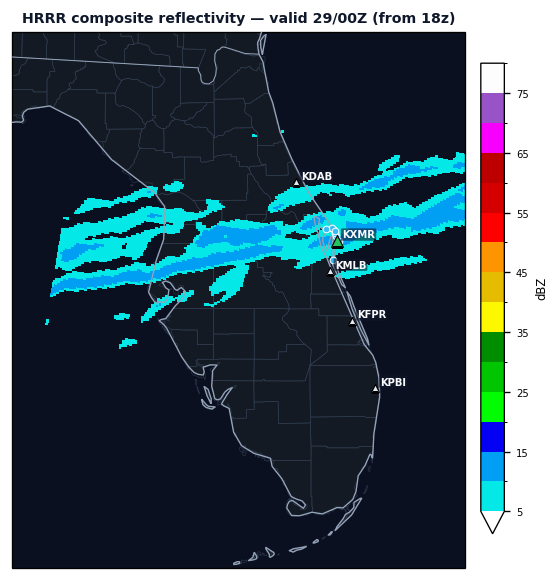 HRRR composite reflectivity — valid 29/00Z (from 18z)
KDAB
KXMR
KMLB
KFPR
KPBI
75
65
55
45
35
25
15
5
dBZ